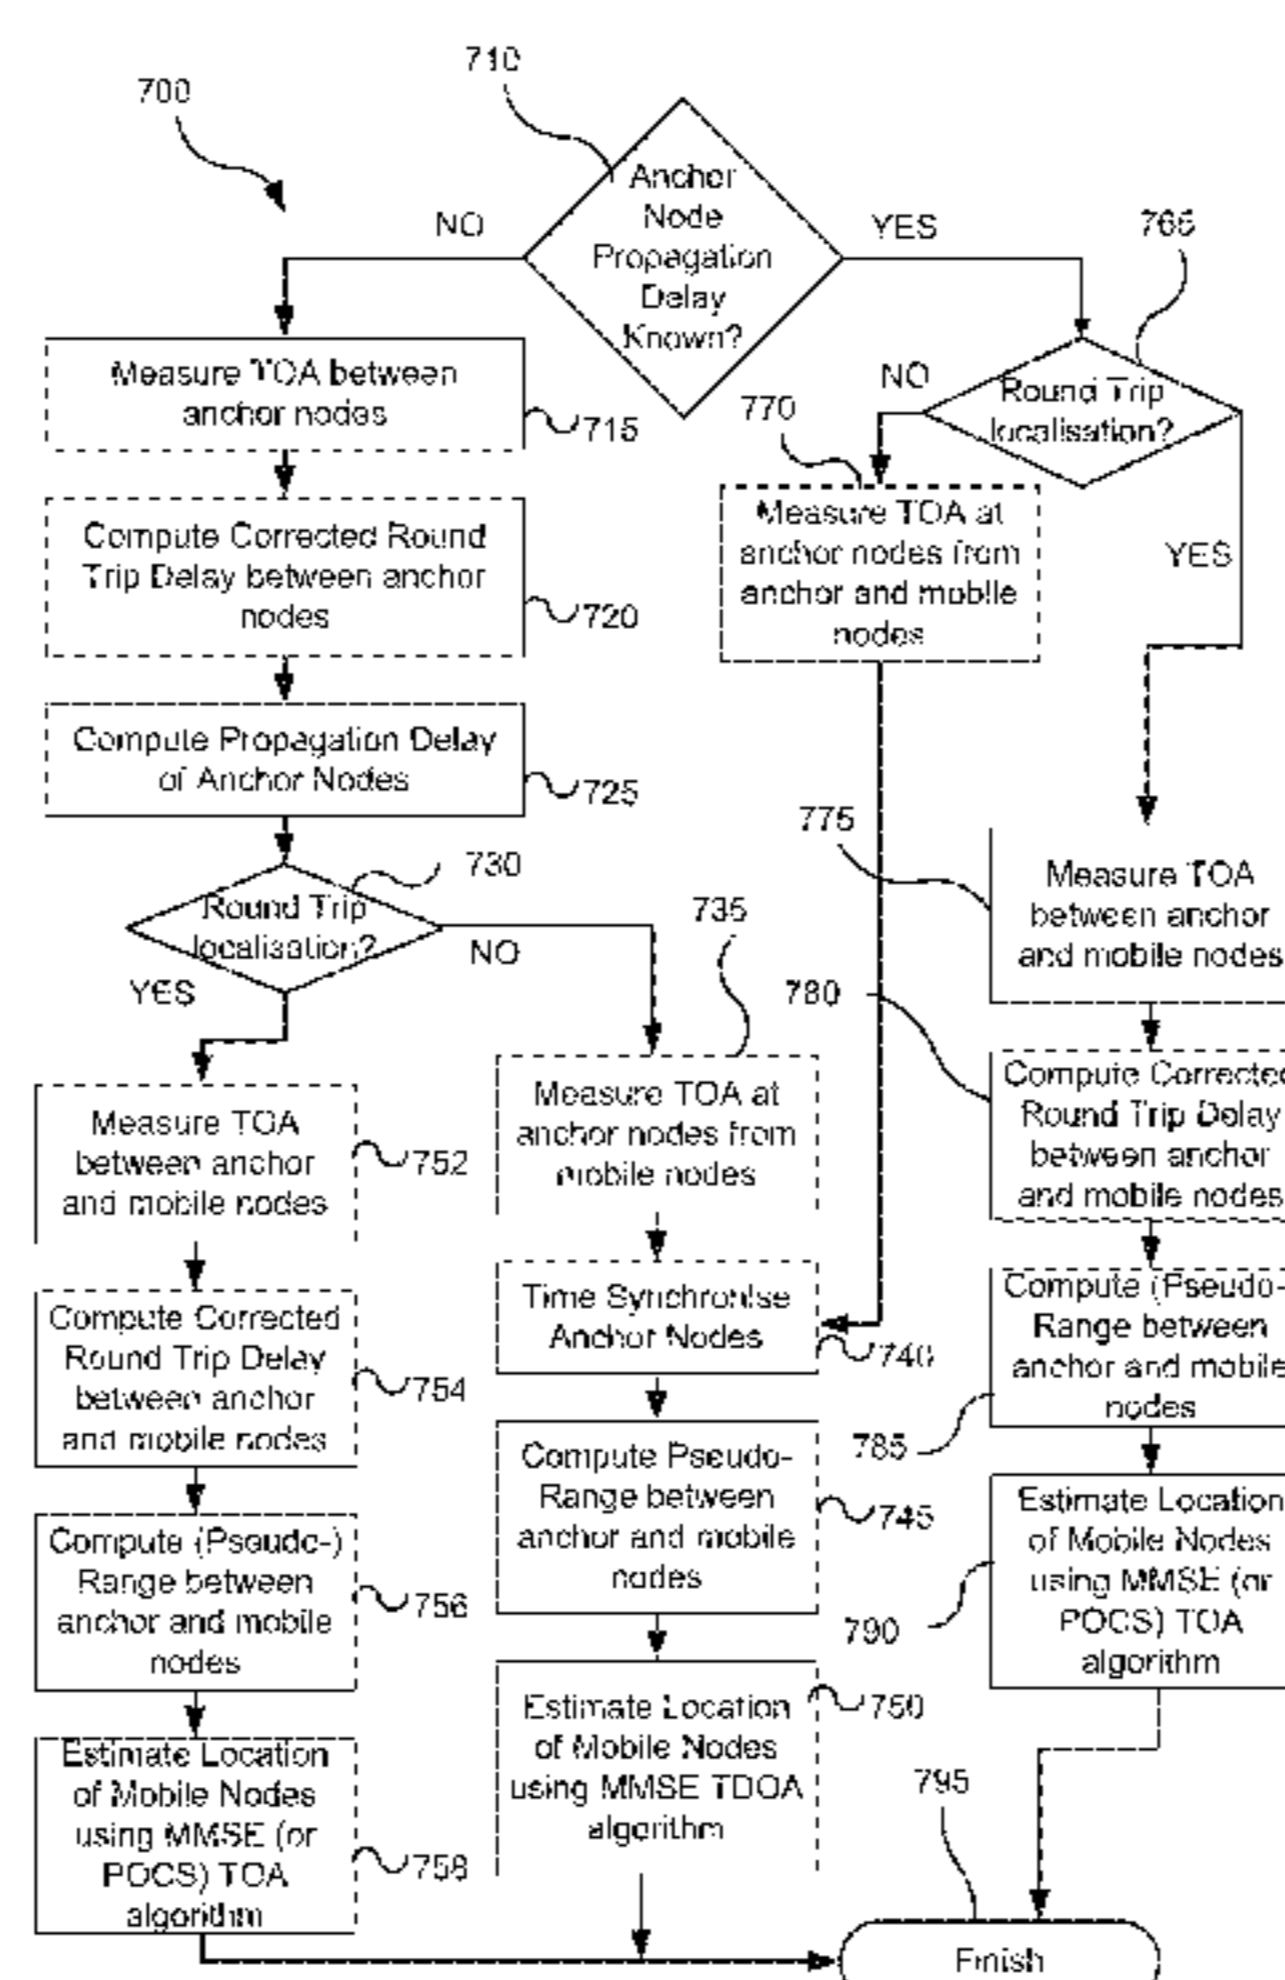 710
700
Anchor
Node
Propagation
Delay
Known?
NO
YES
765
Measure TOA between
anchor nodes
715
Round Trip
localisation?
NO
YES
770
Measure TOA at
anchor nodes from
anchor and mobile
nodes
Compute Corrected Round
Trip Delay between anchor
nodes
720
Compute Propagation Delay
of Anchor Nodes
725
730
Round Trip
localisation?
YES
NO
735
775
Measure TOA
between anchor
and mobile nodes
780
Measure TOA
between anchor
and mobile nodes
752
Measure TOA at
anchor nodes from
mobile nodes
Compute Corrected
Round Trip Delay
between anchor
and mobile nodes
Compute Corrected
Round Trip Delay
between anchor
and mobile nodes
754
Time Synchronise
Anchor Nodes
740
Compute (Pseudo-
Range between
anchor and mobile
nodes
785
Compute (Pseudo-)
Range between
anchor and mobile
nodes
756
Compute Pseudo-
Range between
anchor and mobile
nodes
745
Estimate Location
of Mobile Nodes
using MMSE (or
POCS) TOA
algorithm
790
Estimate Location
of Mobile Nodes
using MMSE (or
POCS) TOA
algorithm
758
Estimate Location
of Mobile Nodes
using MMSE TDOA
algorithm
750
795
Finish